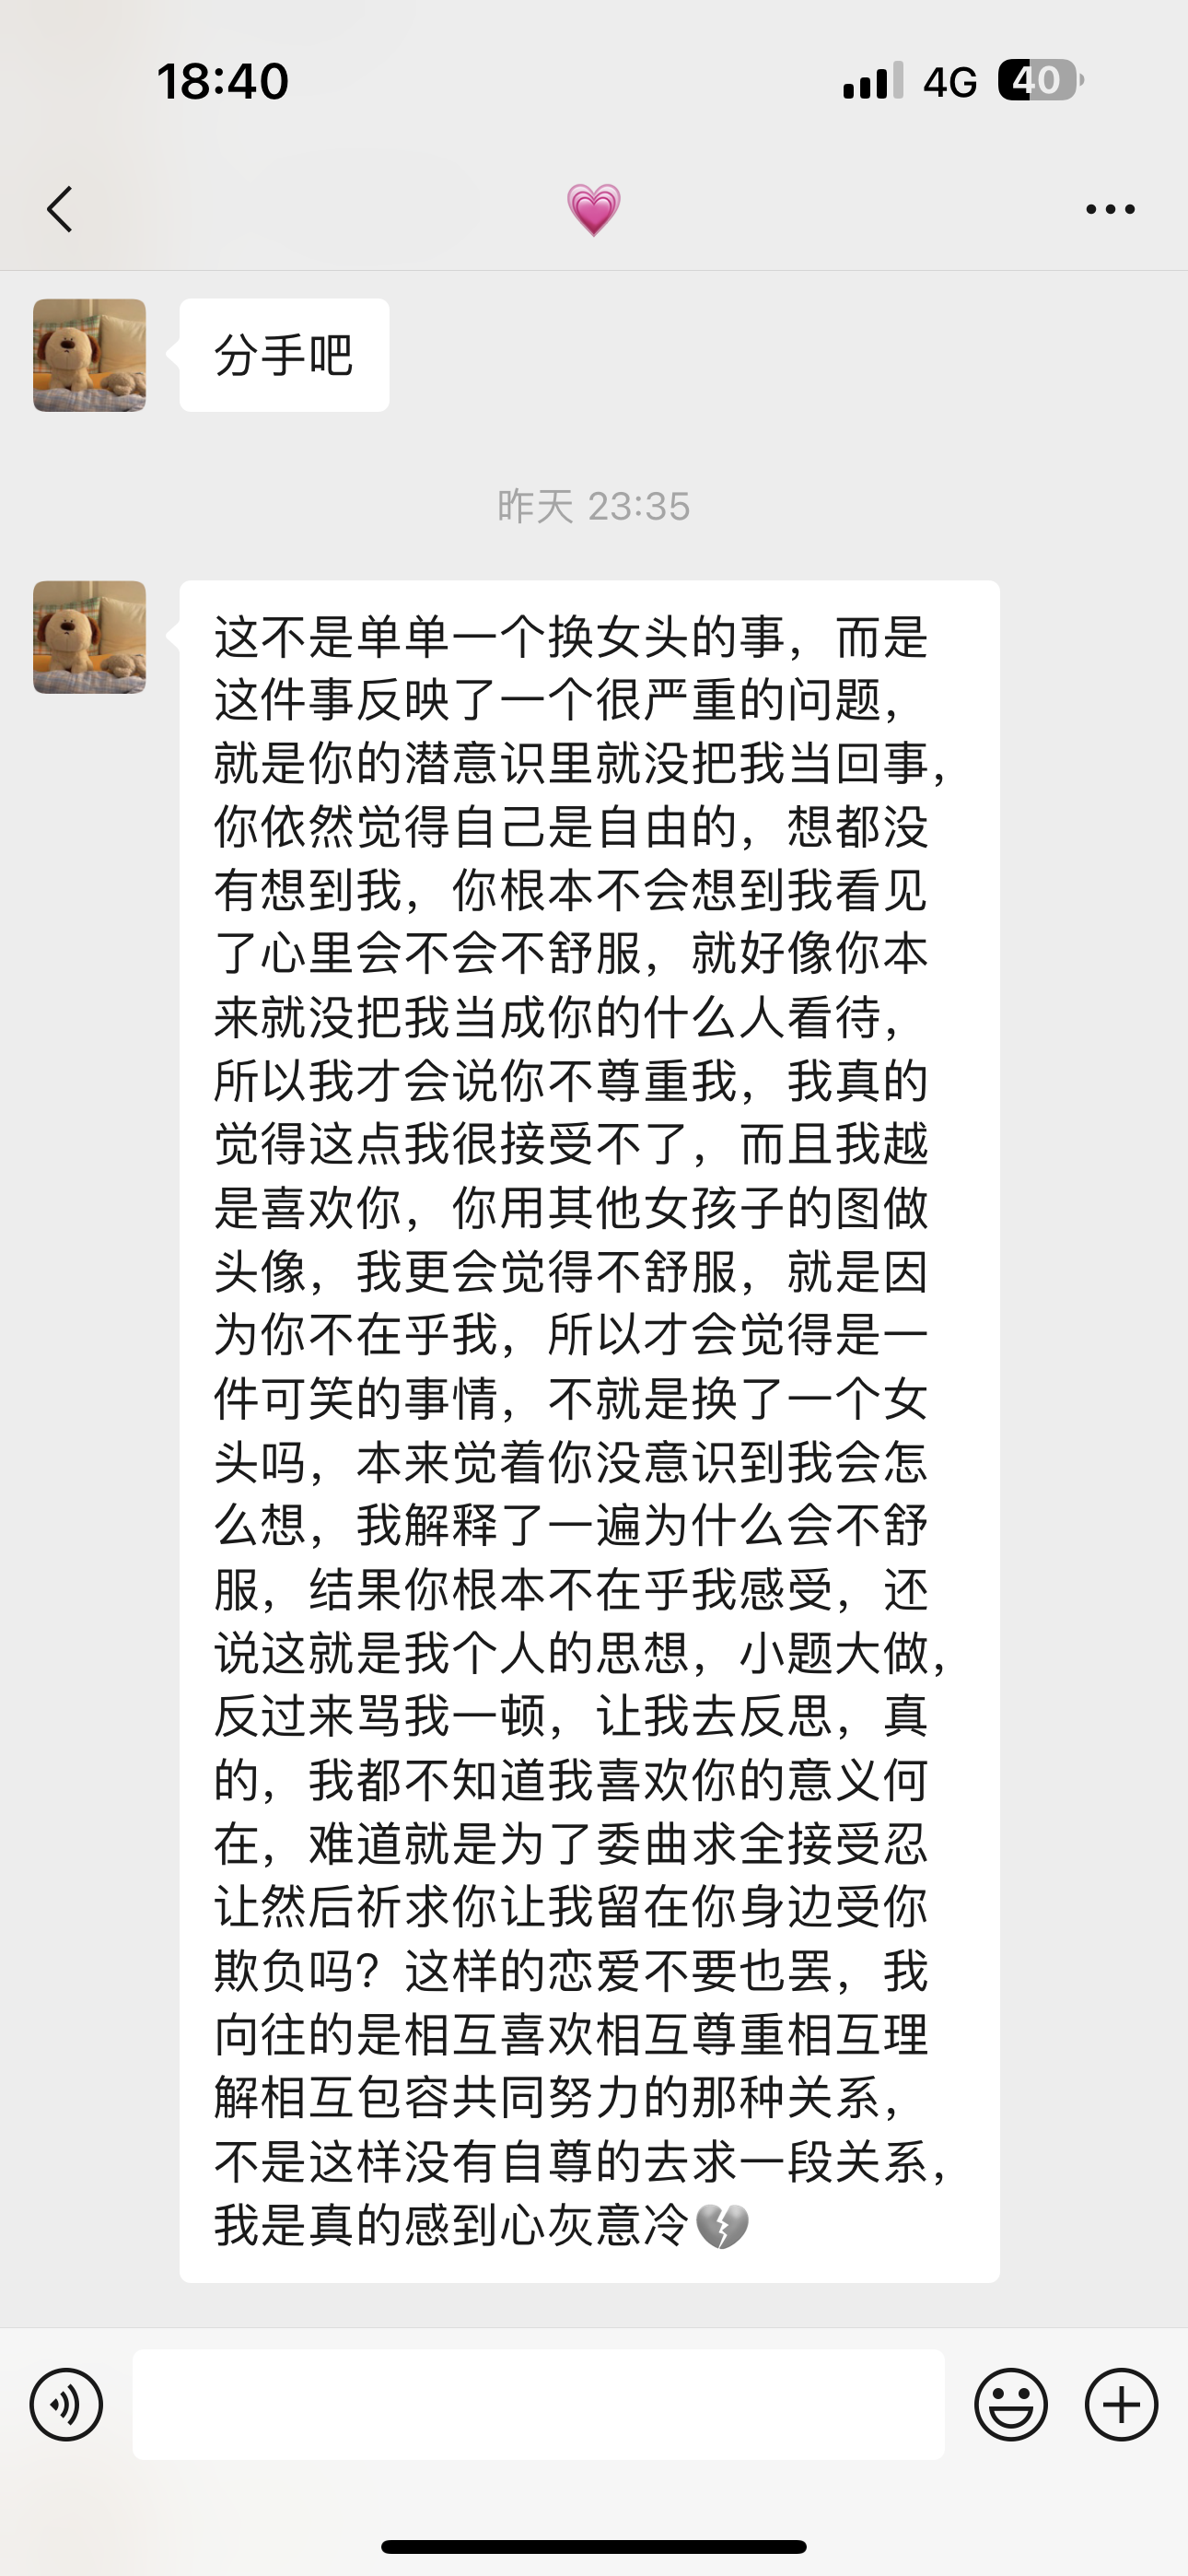 18:40
4G 40
分手吧
昨天 23:35
这不是单单一个换女头的事，而是
这件事反映了一个很严重的问题，
就是你的潜意识里就没把我当回事，
你依然觉得自己是自由的，想都没
有想到我，你根本不会想到我看见
了心里会不会不舒服，就好像你本
来就没把我当成你的什么人看待，
所以我才会说你不尊重我，我真的
觉得这点我很接受不了，而且我越
是喜欢你，你用其他女孩子的图做
头像，我更会觉得不舒服，就是因
为你不在乎我，所以才会觉得是一
件可笑的事情，不就是换了一个女
头吗，本来觉着你没意识到我会怎
么想，我解释了一遍为什么会不舒
服，结果你根本不在乎我感受，还
说这就是我个人的思想，小题大做，
反过来骂我一顿，让我去反思，真
的，我都不知道我喜欢你的意义何
在，难道就是为了委曲求全接受忍
让然后祈求你让我留在你身边受你
欺负吗？这样的恋爱不要也罢，我
向往的是相互喜欢相互尊重相互理
解相互包容共同努力的那种关系，
不是这样没有自尊的去求一段关系，
我是真的感到心灰意冷💔